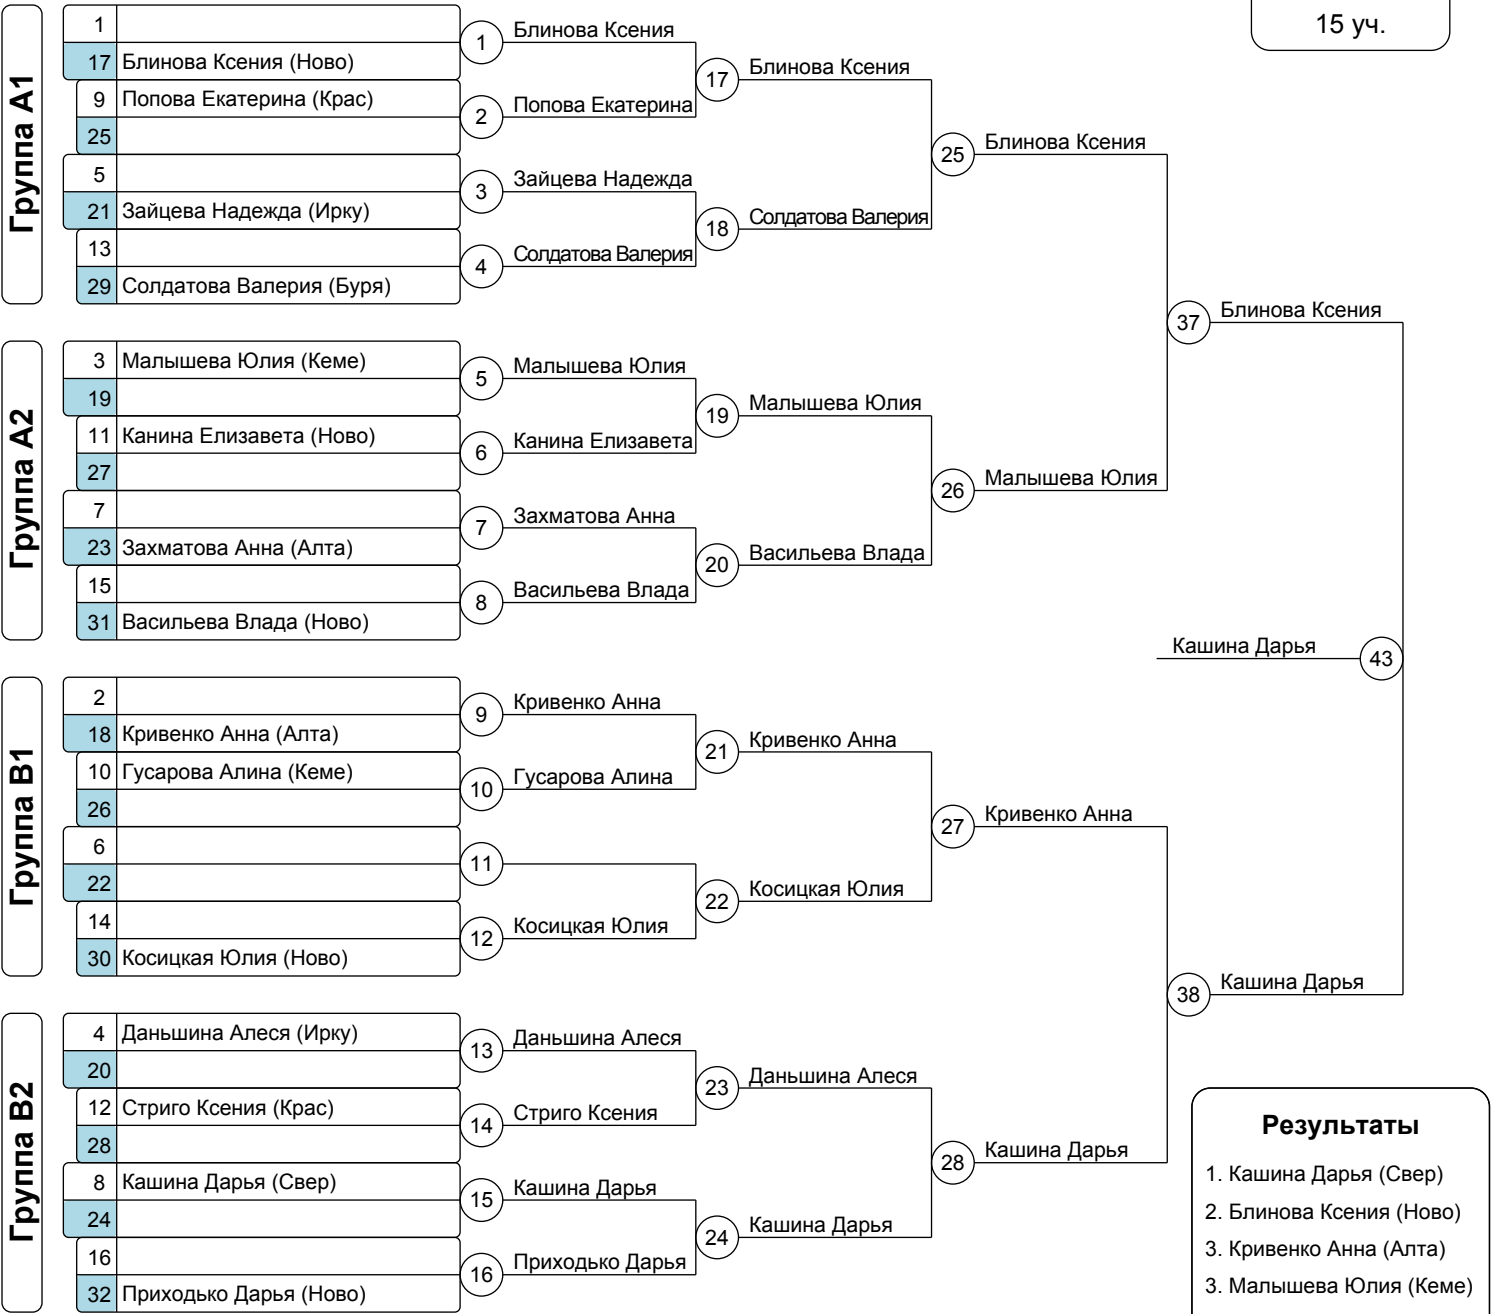 15 уч.
Группа A1
1
17 Блинова Ксения (Ново)
9 Попова Екатерина (Крас)
25
5
21 Зайцева Надежда (Ирку)
13
29 Солдатова Валерия (Буря)
1 Блинова Ксения
2 Попова Екатерина
3 Зайцева Надежда
4 Солдатова Валерия
17 Блинова Ксения
18 Солдатова Валерия
25 Блинова Ксения
Группа A2
3 Малышева Юлия (Кеме)
19
11 Канина Елизавета (Ново)
27
7
23 Захматова Анна (Алта)
15
31 Васильева Влада (Ново)
5 Малышева Юлия
6 Канина Елизавета
7 Захматова Анна
8 Васильева Влада
19 Малышева Юлия
20 Васильева Влада
26 Малышева Юлия
37 Блинова Ксения
Группа B1
2
18 Кривенко Анна (Алта)
10 Гусарова Алина (Кеме)
26
6
22
14
30 Косицкая Юлия (Ново)
9 Кривенко Анна
10 Гусарова Алина
11
12 Косицкая Юлия
21 Кривенко Анна
22 Косицкая Юлия
27 Кривенко Анна
Группа B2
4 Даньшина Алеся (Ирку)
20
12 Стриго Ксения (Крас)
28
8 Кашина Дарья (Свер)
24
16
32 Приходько Дарья (Ново)
13 Даньшина Алеся
14 Стриго Ксения
15 Кашина Дарья
16 Приходько Дарья
23 Даньшина Алеся
24 Кашина Дарья
28 Кашина Дарья
38 Кашина Дарья
Кашина Дарья 43
Результаты
1. Кашина Дарья (Свер)
2. Блинова Ксения (Ново)
3. Кривенко Анна (Алта)
3. Малышева Юлия (Кеме)